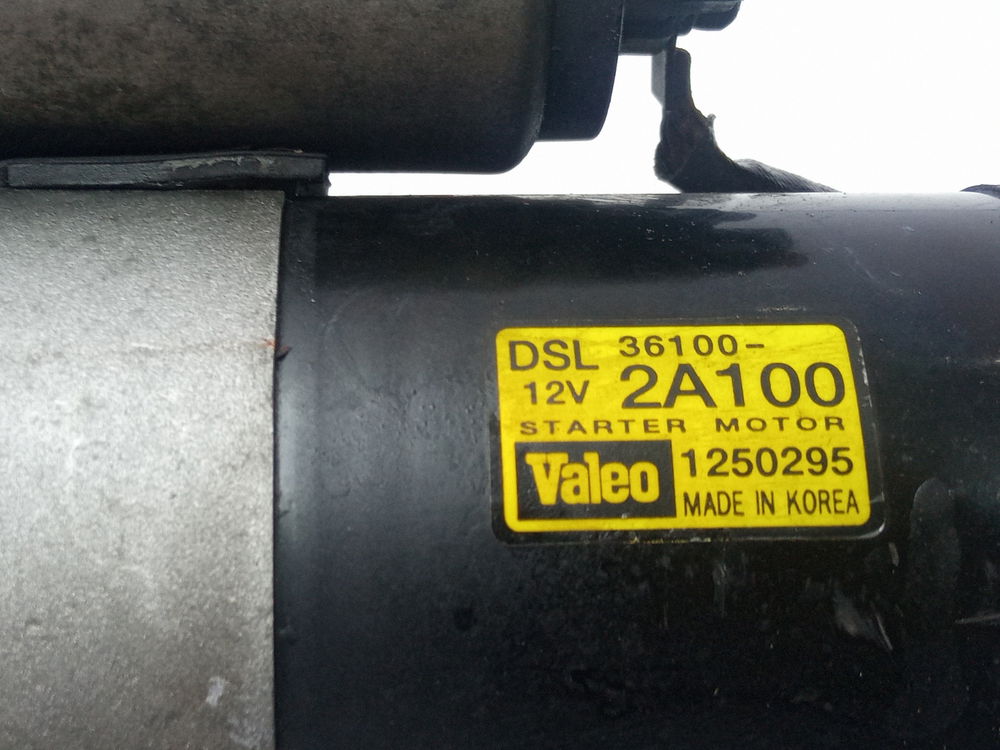 DSL 36100-
12V 2A100
STARTER MOTOR
Valeo 1250295
MADE IN KOREA